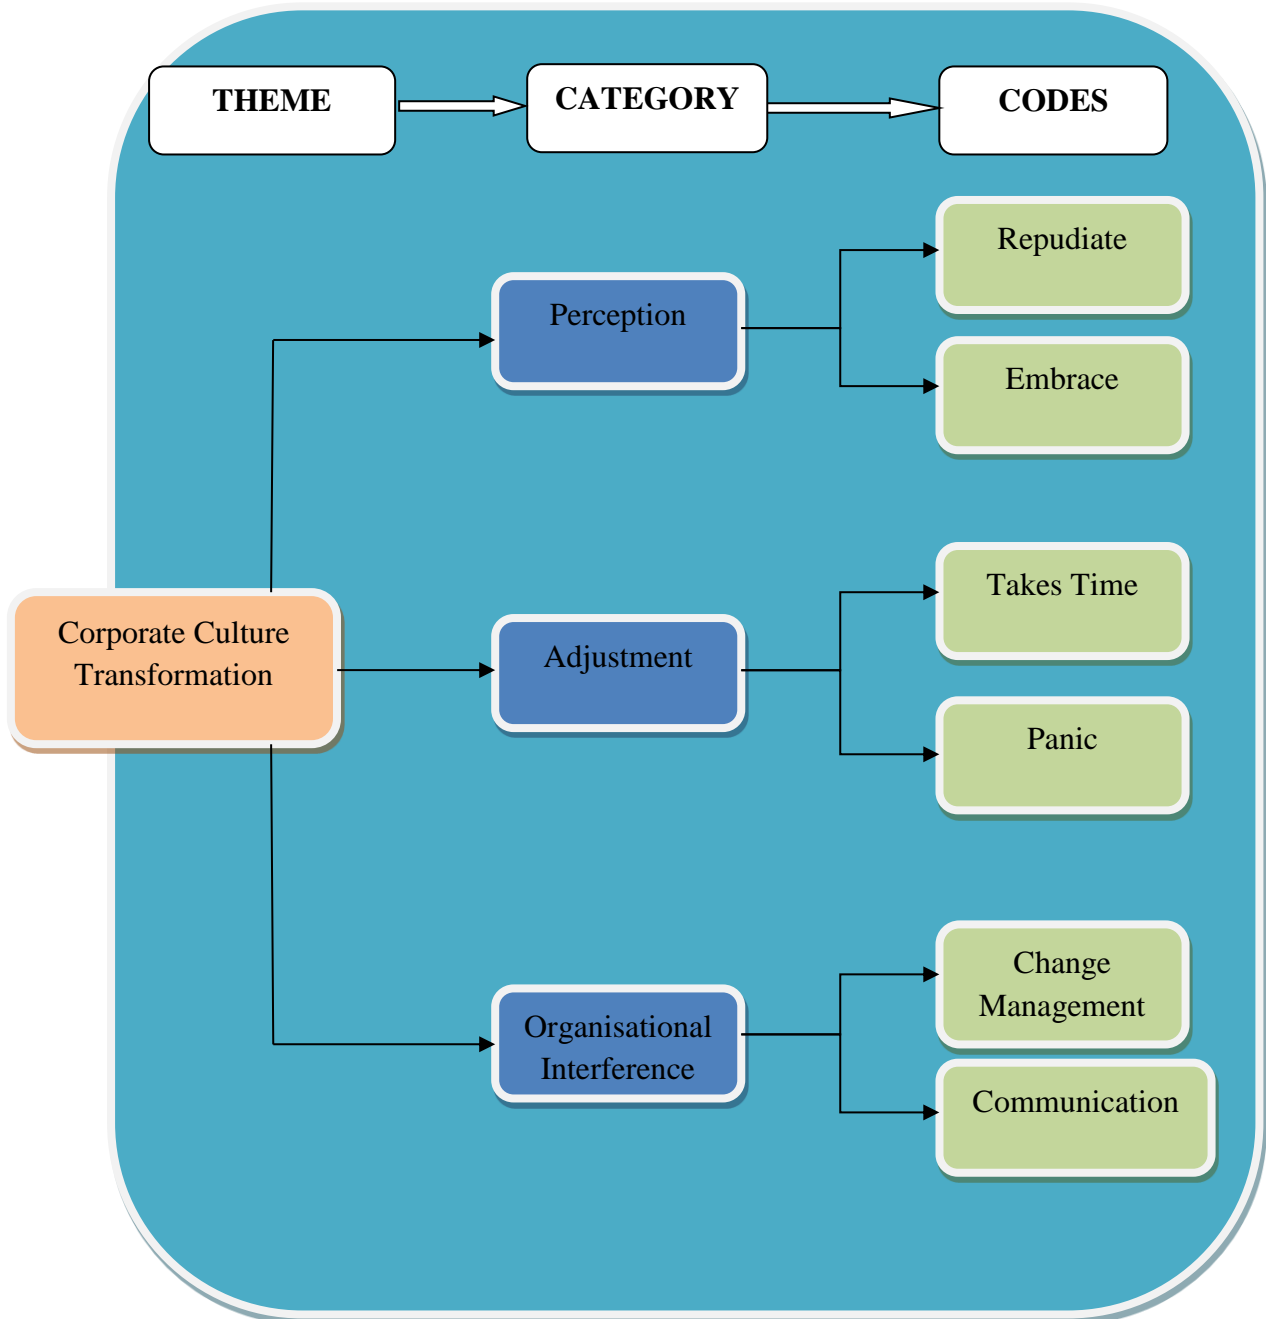 THEME
CATEGORY
CODES
Repudiate
Perception
Embrace
Takes Time
Corporate Culture
Transformation
Adjustment
Panic
Change
Management
Organisational
Interference
Communication